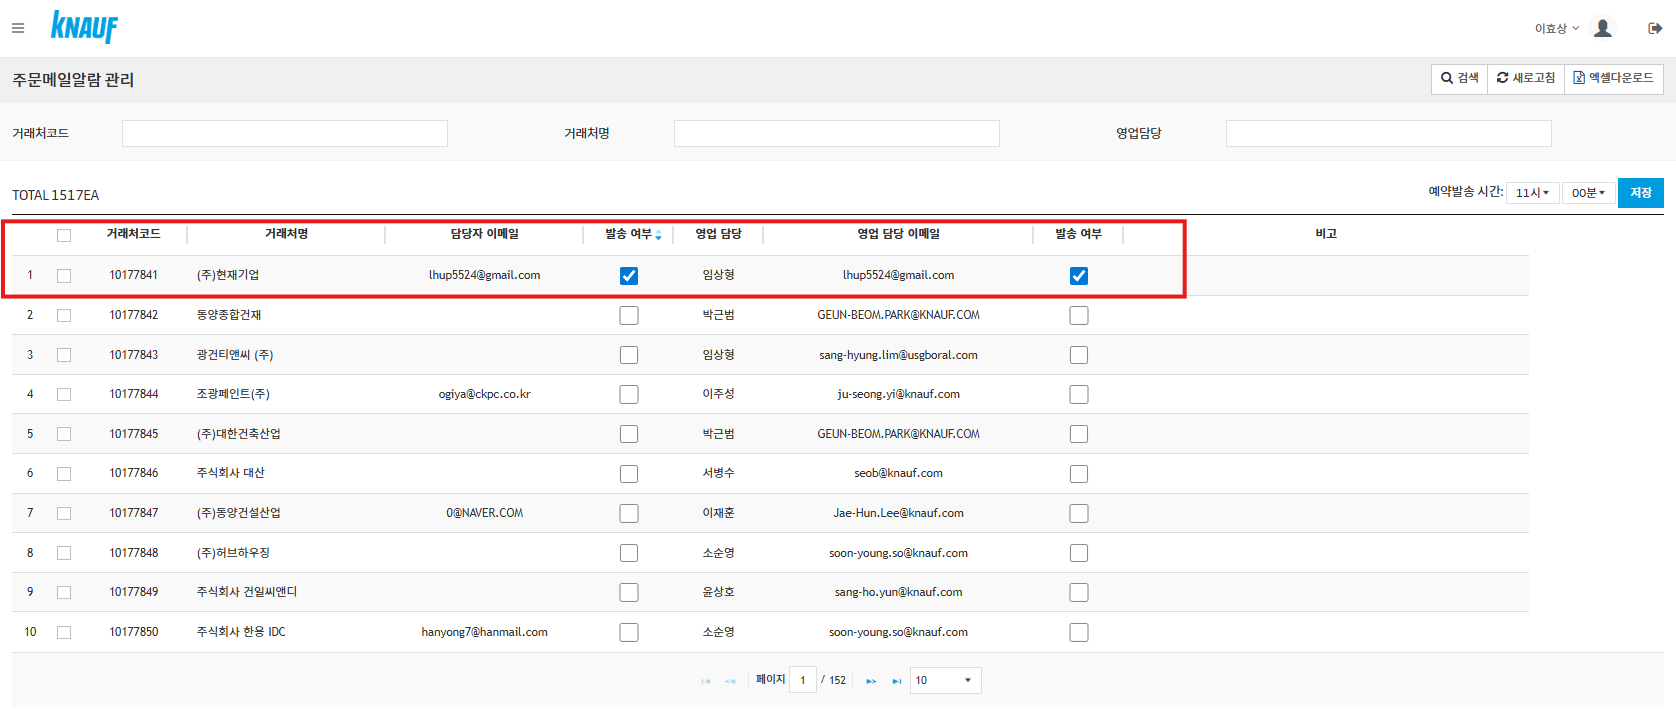 KNAUF
이효상
주문메일알람 관리
검색 새로고침 엑셀다운로드
거래처코드 거래처명 영업담당
TOTAL 1517EA
예약발송 시간: 11시 00분 저장
거래처코드 거래처명 담당자 이메일 발송 여부 영업 담당 영업 담당 이메일 발송 여부 비고
1 10177841 (주)현재기업 lhup5524@gmail.com 임상형 lhup5524@gmail.com
2 10177842 동양종합건재 박근범 GEUN-BEOM.PARK@KNAUF.COM
3 10177843 광건티앤씨 (주) 임상형 sang-hyung.lim@usgboral.com
4 10177844 조광페인트(주) ogiya@ckpc.co.kr 이주성 ju-seong.yi@knauf.com
5 10177845 (주)대한건축산업 박근범 GEUN-BEOM.PARK@KNAUF.COM
6 10177846 주식회사 대산 서병수 seob@knauf.com
7 10177847 (주)동양건설산업 0@NAVER.COM 이재훈 Jae-Hun.Lee@knauf.com
8 10177848 (주)허브하우징 소순영 soon-young.so@knauf.com
9 10177849 주식회사 건일씨앤디 윤상호 sang-ho.yun@knauf.com
10 10177850 주식회사 한용 IDC hanyong7@hanmail.com 소순영 soon-young.so@knauf.com
페이지 1 / 152 10